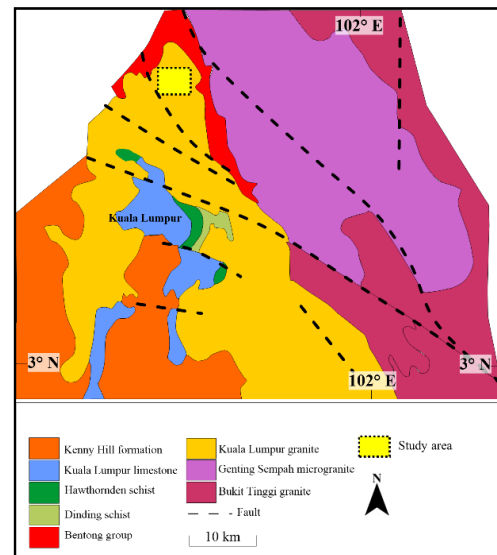 102° E
Kuala Lumpur
3° N
3° N
102° E
Kenny Hill formation
Kuala Lumpur limestone
Hawthornden schist
Dinding schist
Bentong group
Kuala Lumpur granite
Genting Sempah microgranite
Bukit Tinggi granite
Fault
10 km
Study area
N